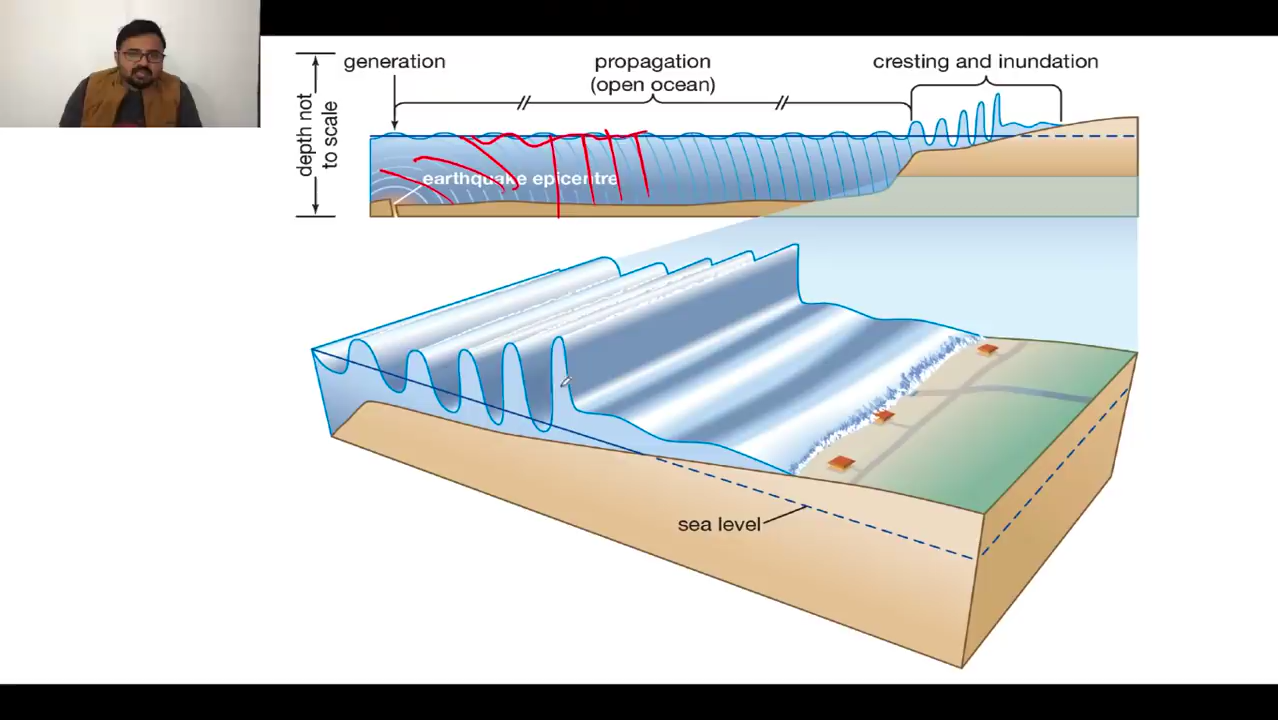 generation
propagation
(open ocean)
cresting and inundation
depth not
to scale
earthquake epicentre
sea level